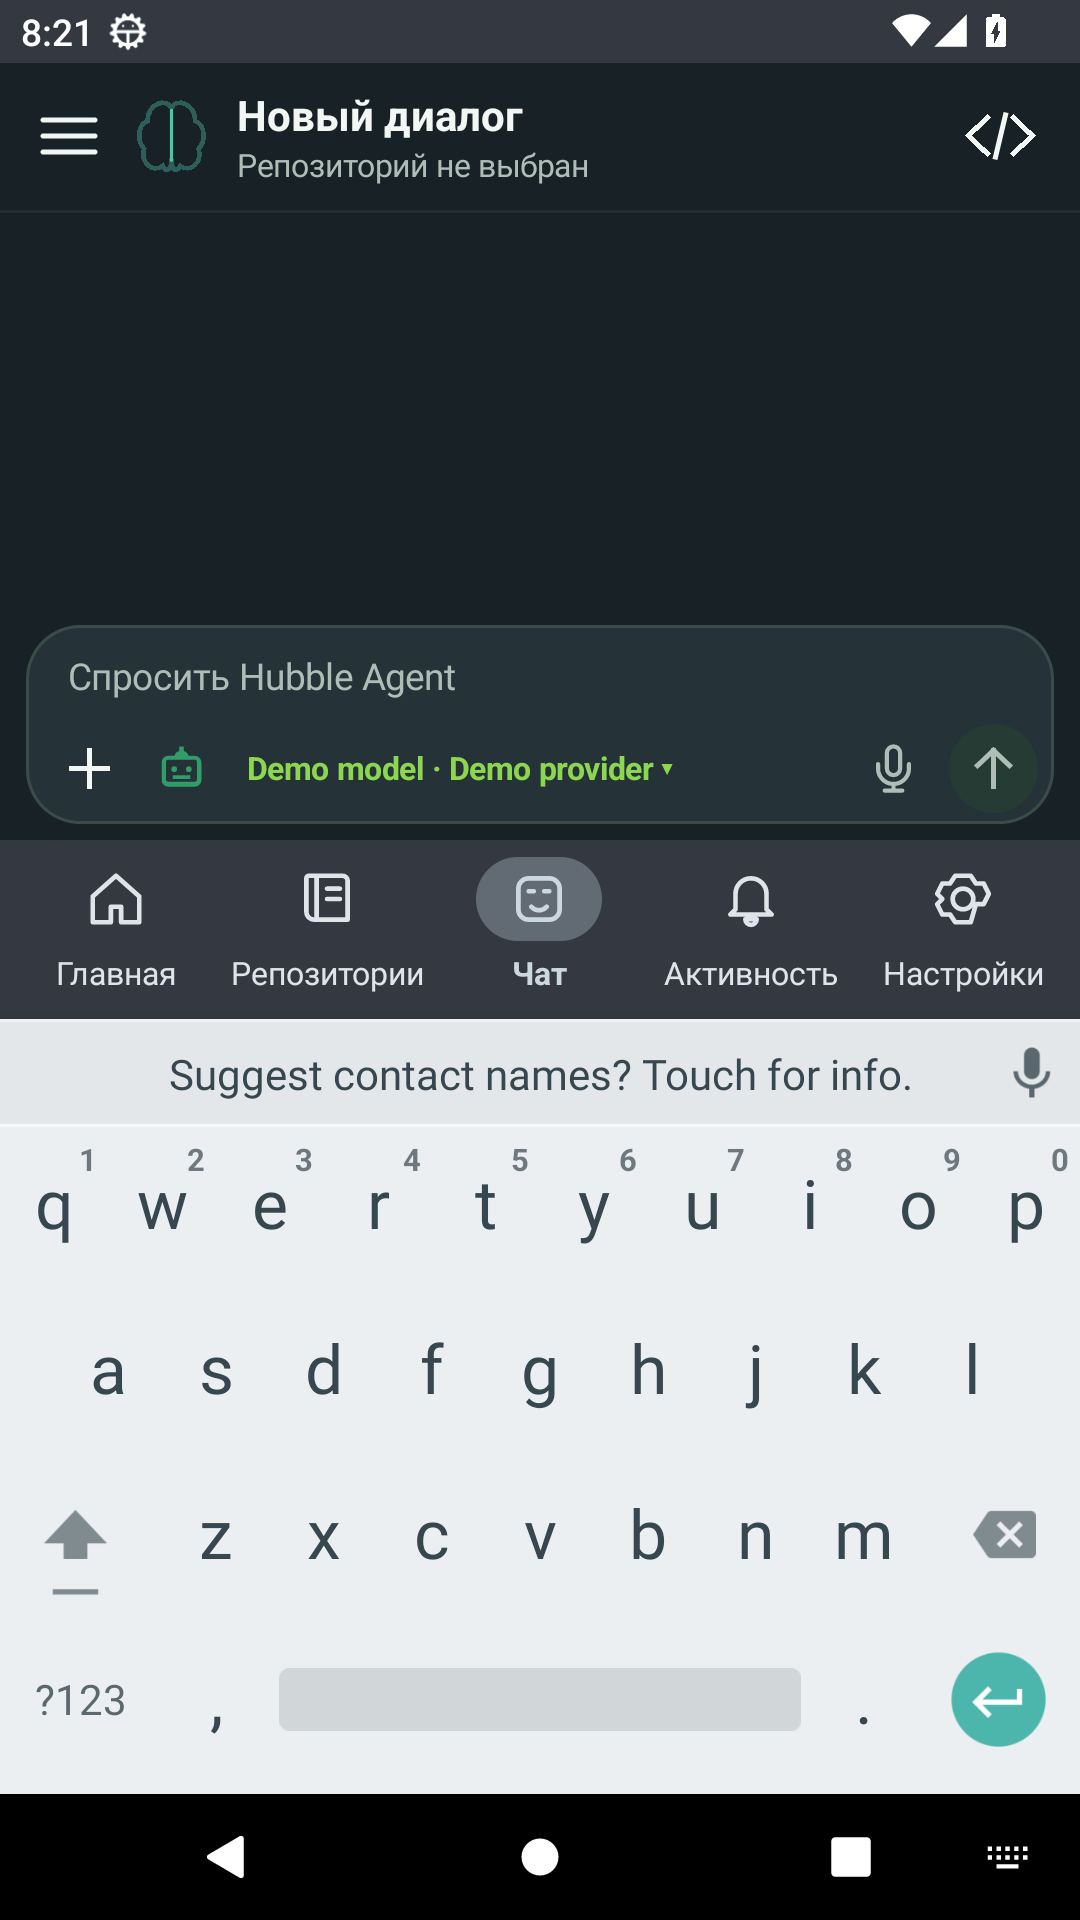 8:21
Новый диалог
Репозиторий не выбран
Спросить Hubble Agent
Demo model · Demo provider ▾
Главная Репозитории Чат Активность Настройки
Suggest contact names? Touch for info.
1 2 3 4 5 6 7 8 9 0
q w e r t y u i o p
a s d f g h j k l
z x c v b n m
?123 , .